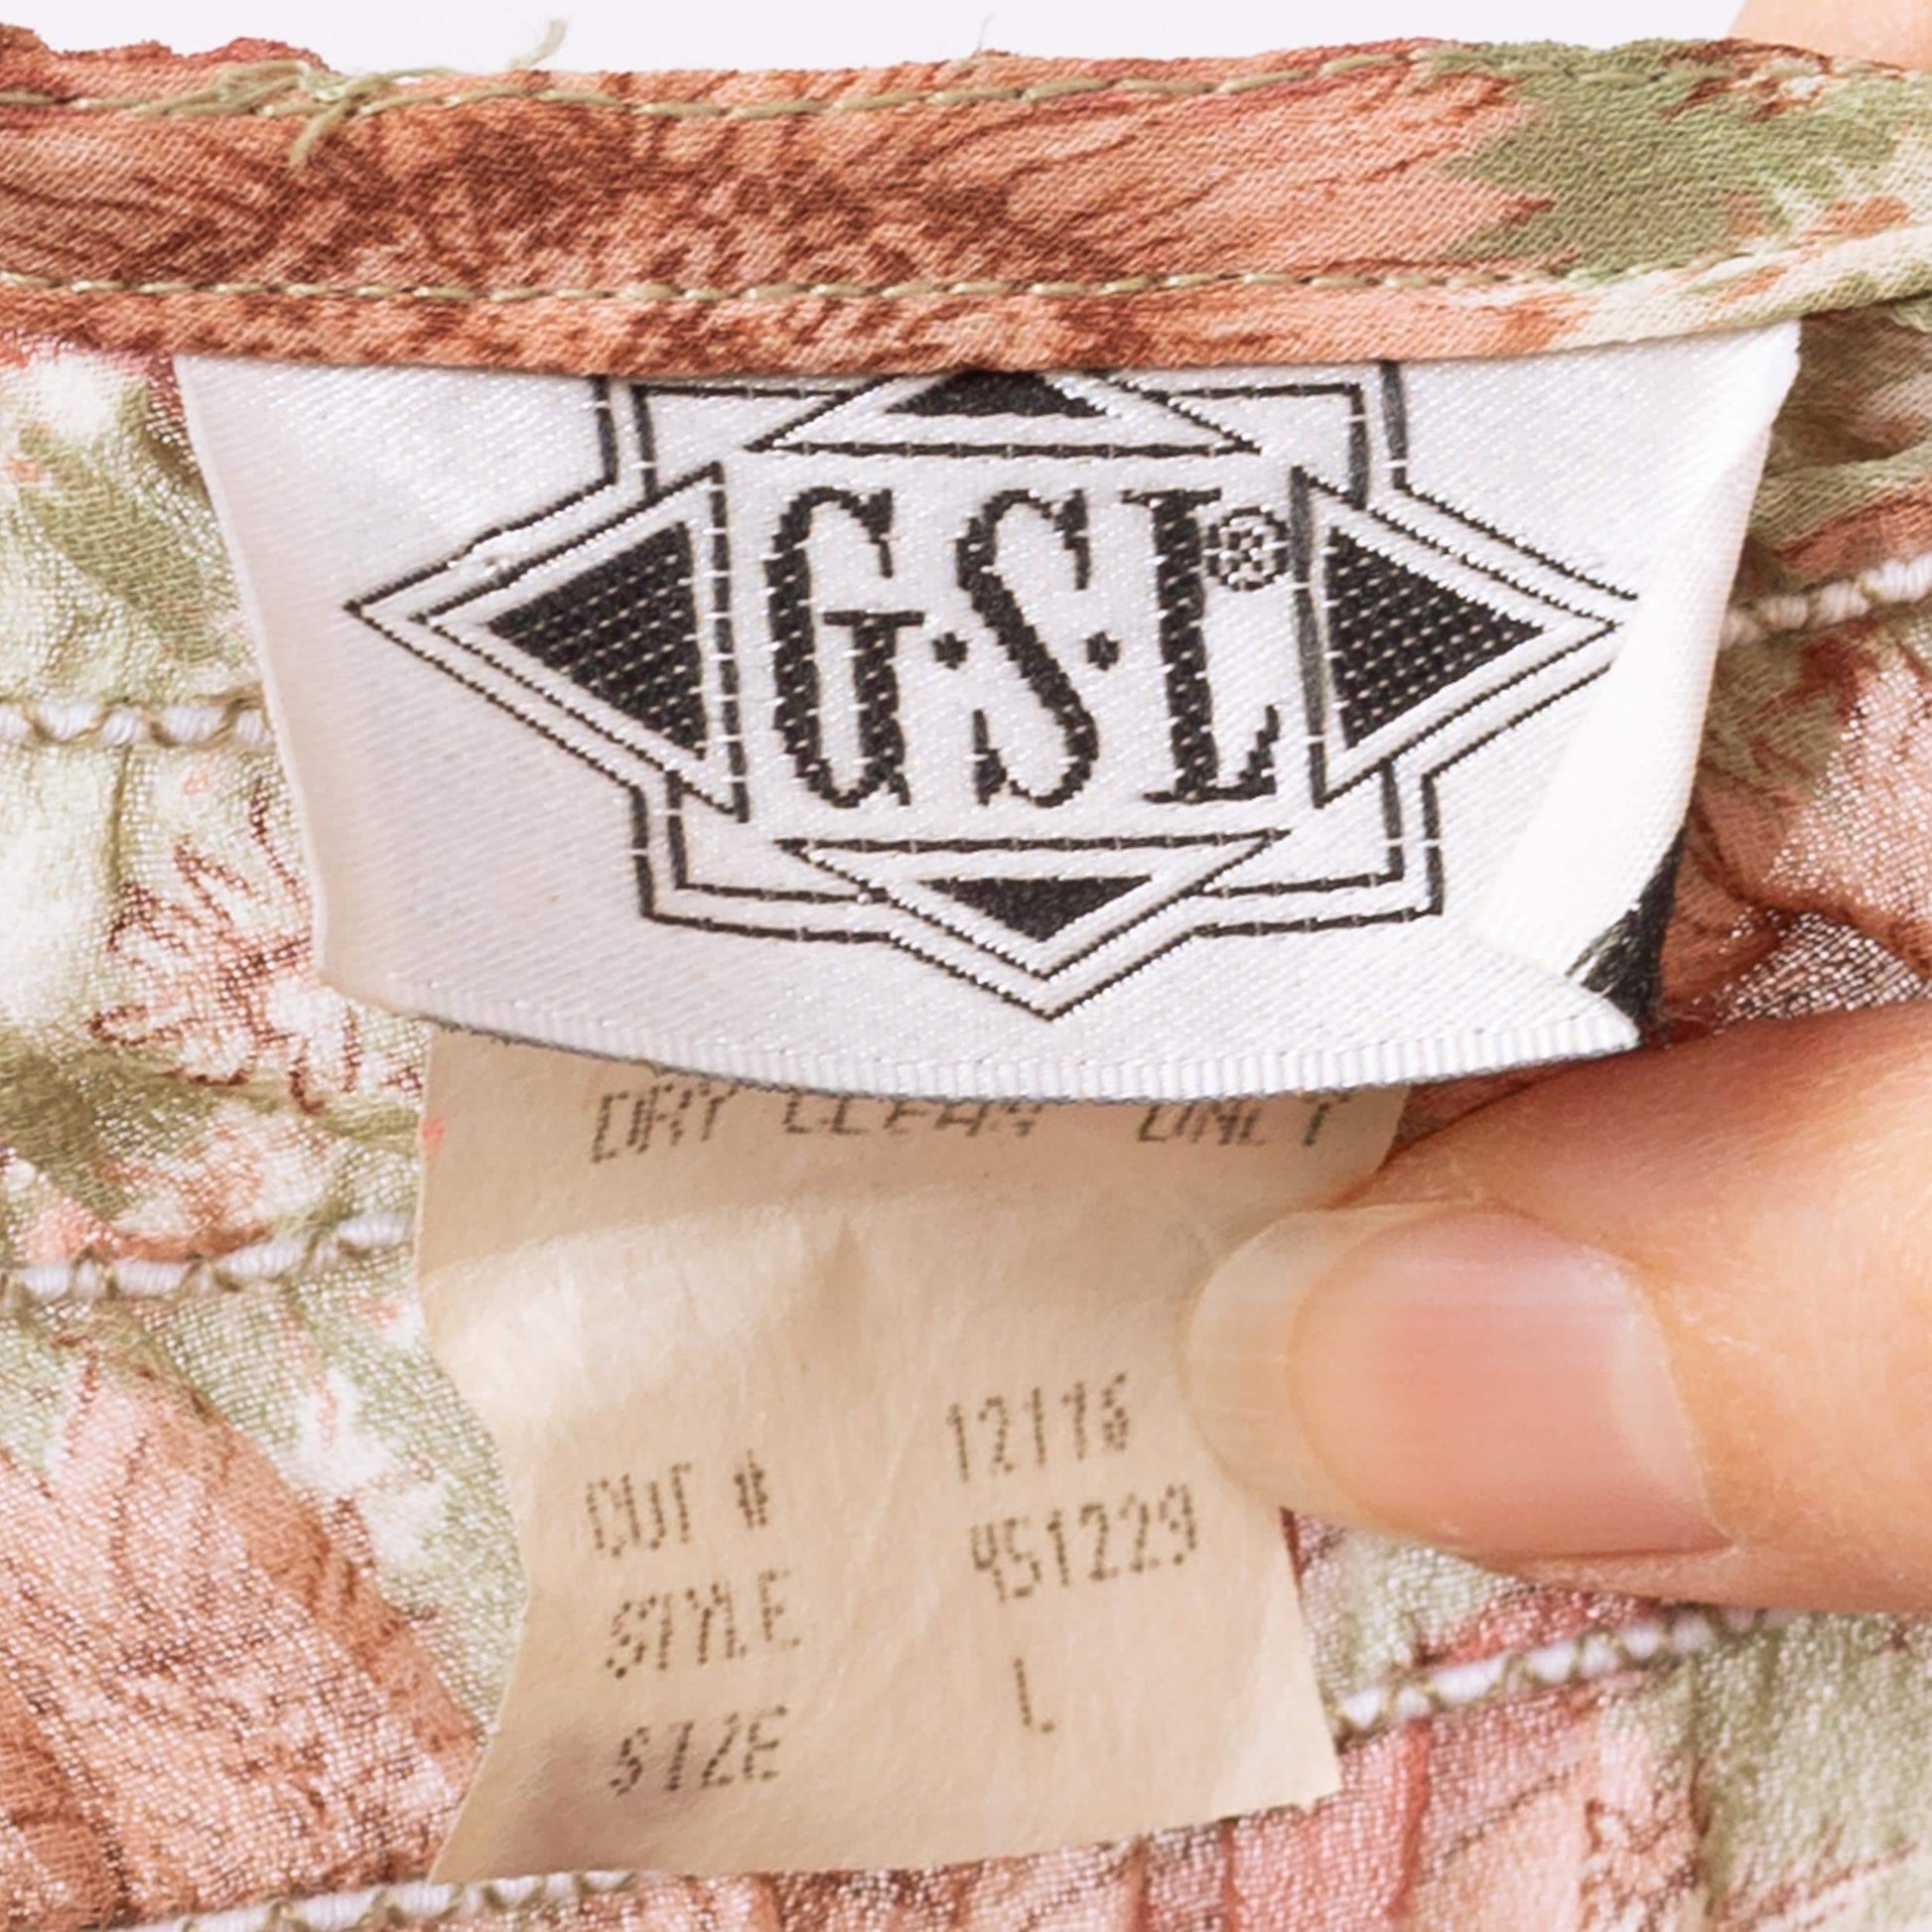 G·S·L®
DRY CLEAN ONLY
CUT # 12116
STYLE 451229
SIZE L